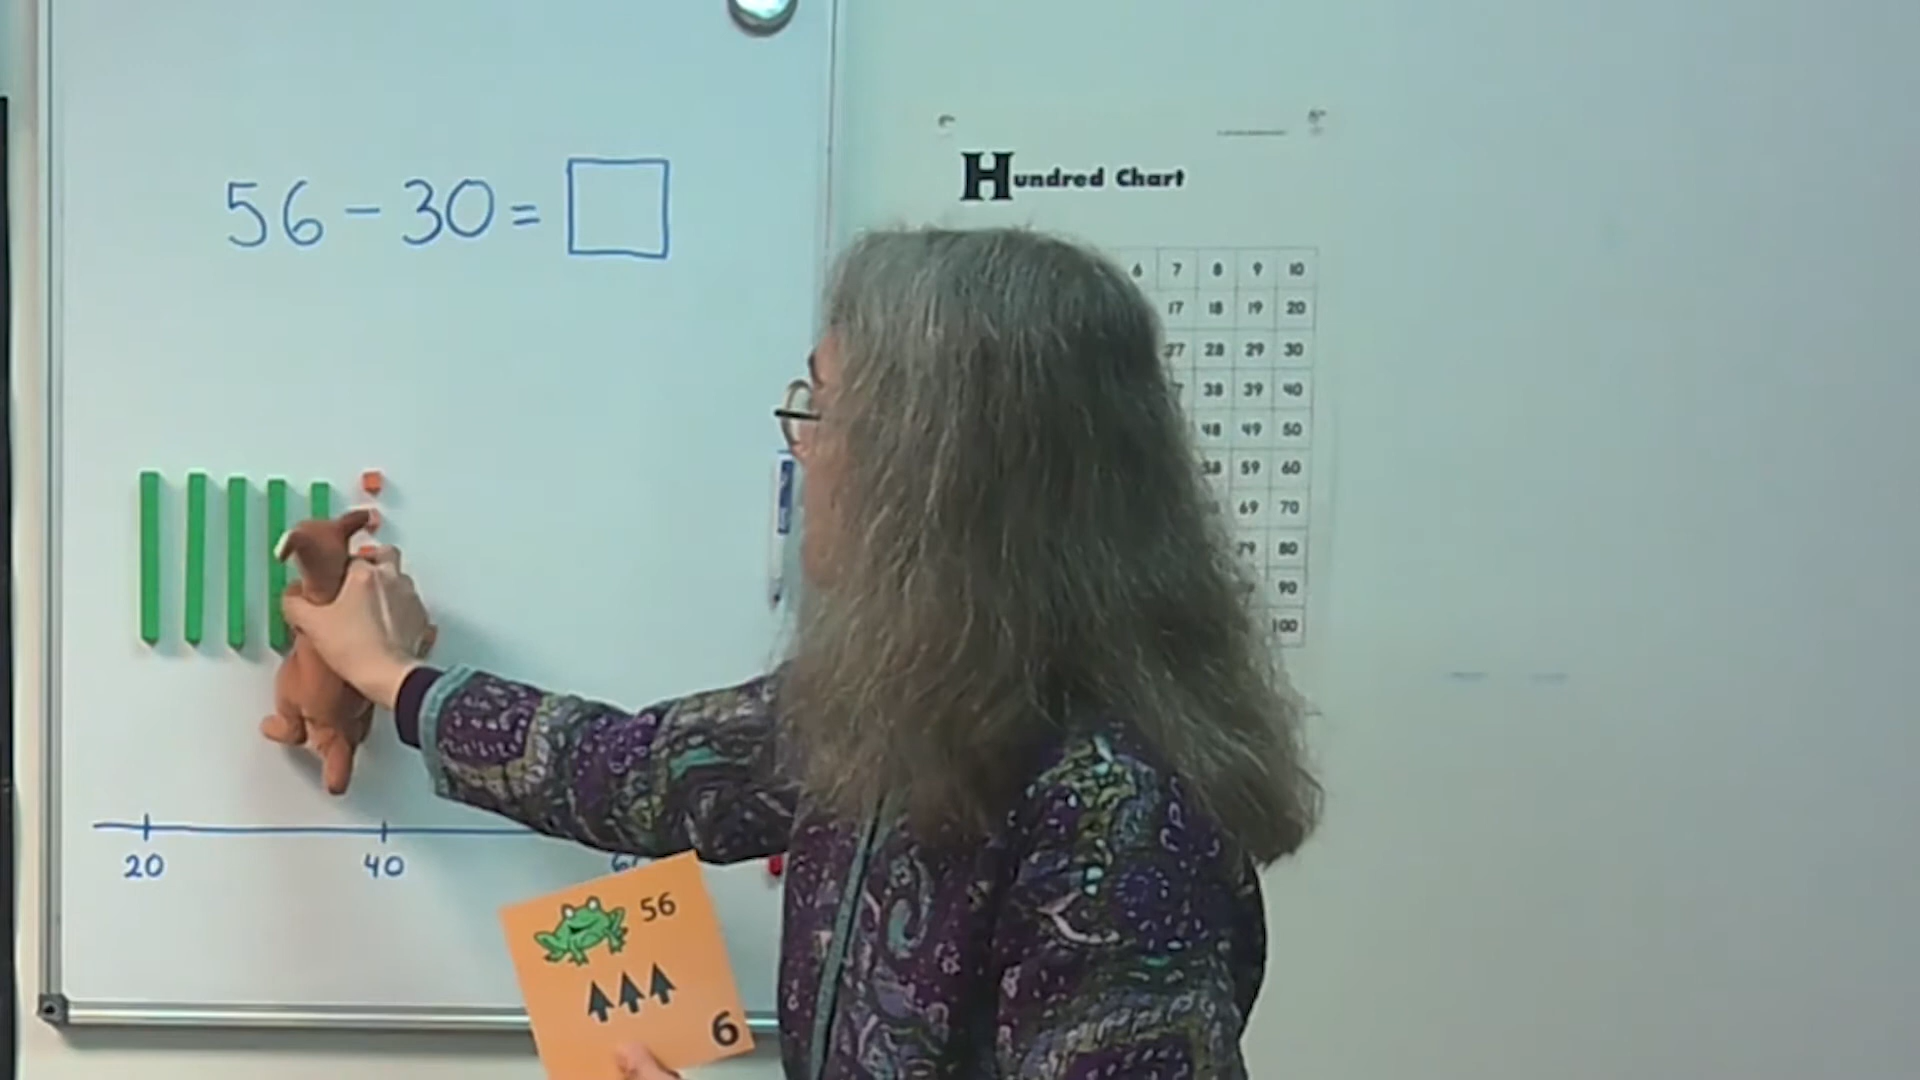 56 - 30 = □
Hundred Chart
6 7 8 9 10
17 18 19 20
27 28 29 30
38 39 40
48 49 50
58 59 60
69 70
79 80
90
100
20 40
56
6